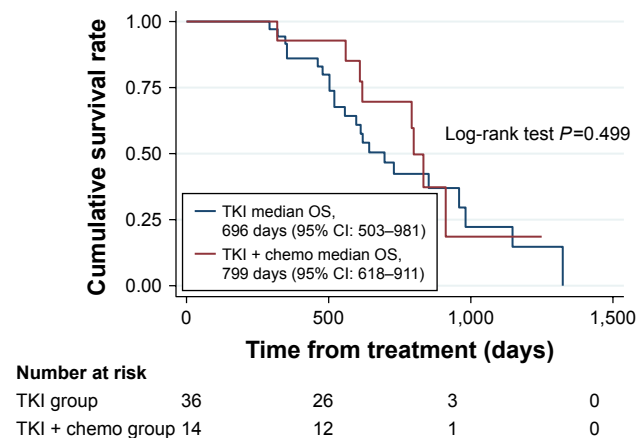 Cumulative survival rate
1.00
0.75
0.50
0.25
0.00
Log-rank test P=0.499
TKI median OS,
696 days (95% CI: 503–981)
TKI + chemo median OS,
799 days (95% CI: 618–911)
0 500 1,000 1,500
Time from treatment (days)
Number at risk
TKI group 36 26 3 0
TKI + chemo group 14 12 1 0